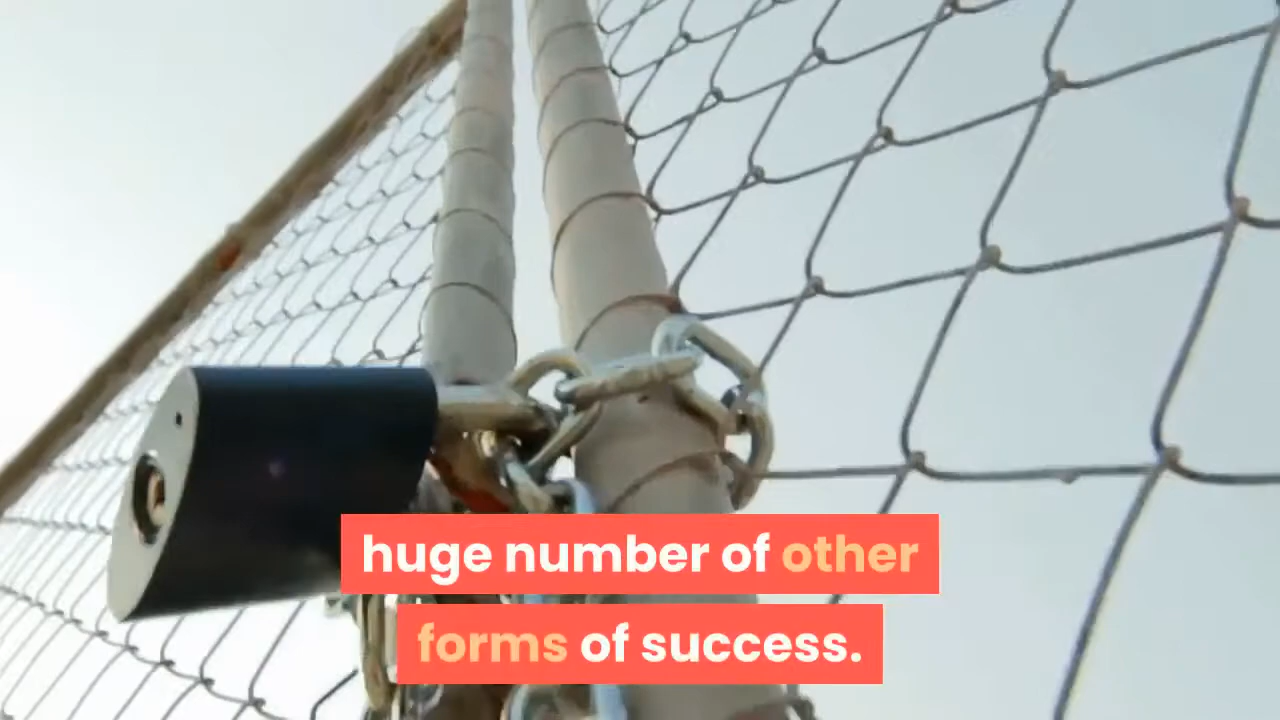 huge number of other
forms of success.